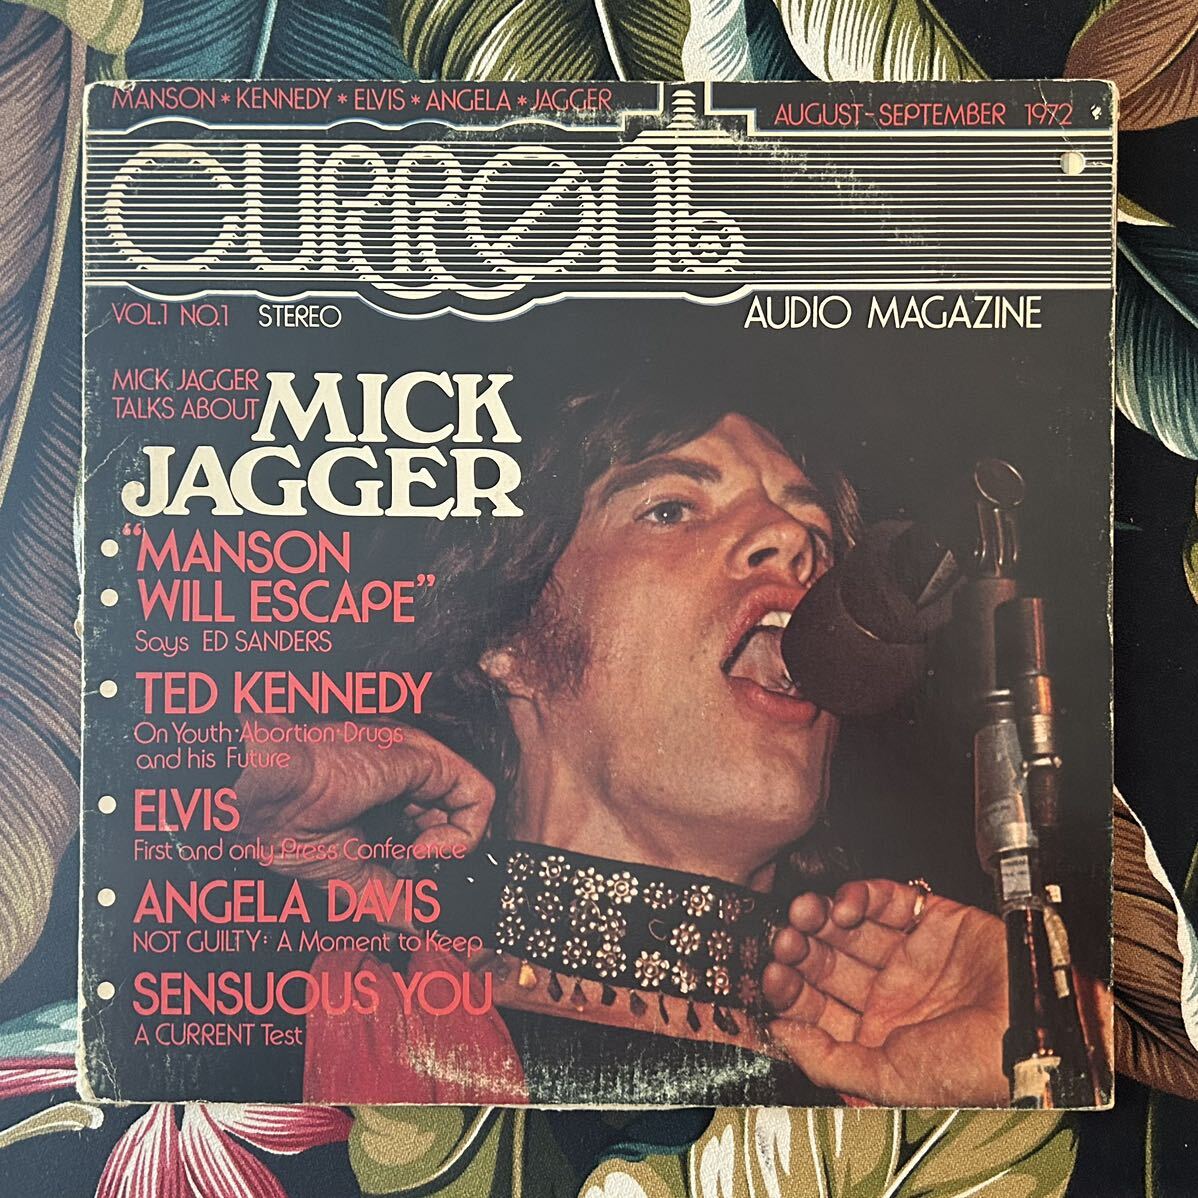 MANSON * KENNEDY * ELVIS * ANGELA * JAGGER
AUGUST-SEPTEMBER 1972
CURRENT
VOL.1 NO.1 STEREO
AUDIO MAGAZINE
MICK JAGGER
TALKS ABOUT
MICK
JAGGER
• "MANSON
• WILL ESCAPE"
Says ED SANDERS
• TED KENNEDY
On Youth·Abortion·Drugs
and his Future
• ELVIS
First and only Press Conference
• ANGELA DAVIS
NOT GUILTY: A Moment to Keep
• SENSUOUS YOU
A CURRENT Test